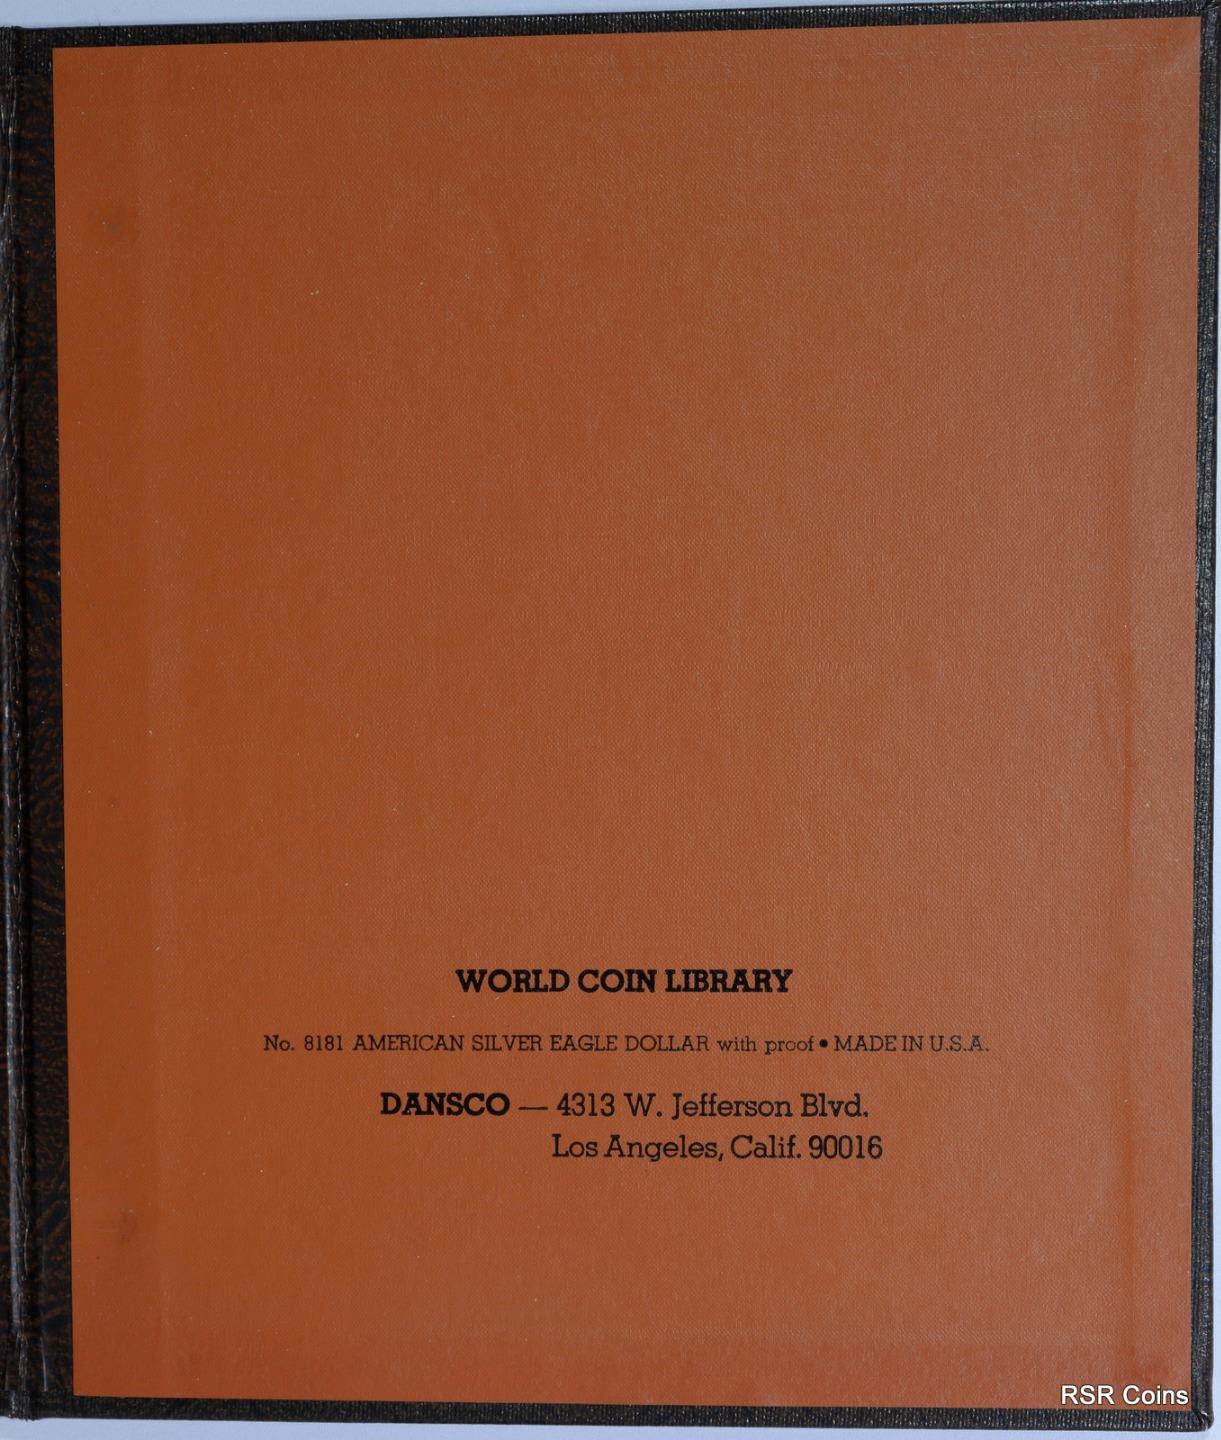 WORLD COIN LIBRARY
No. 8181 AMERICAN SILVER EAGLE DOLLAR with proof • MADE IN U.S.A.
DANSCO — 4313 W. Jefferson Blvd.
Los Angeles, Calif. 90016
RSR Coins